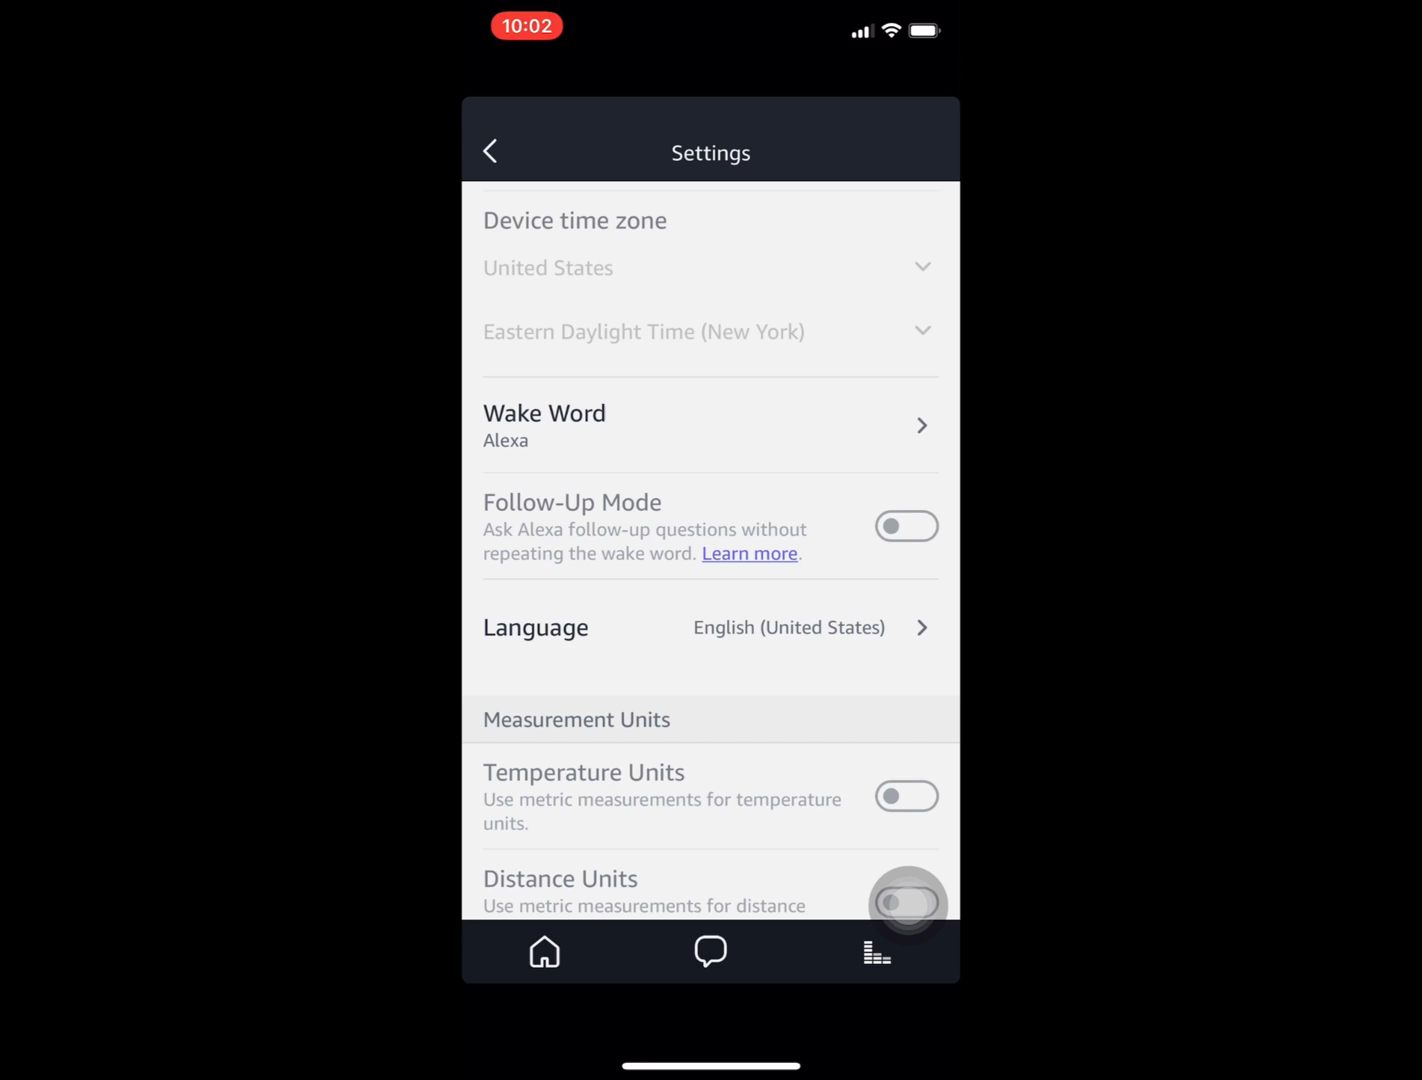 10:02
Settings
Device time zone
United States
Eastern Daylight Time (New York)
Wake Word
Alexa
Follow-Up Mode
Ask Alexa follow-up questions without
repeating the wake word. Learn more.
Language English (United States)
Measurement Units
Temperature Units
Use metric measurements for temperature
units.
Distance Units
Use metric measurements for distance